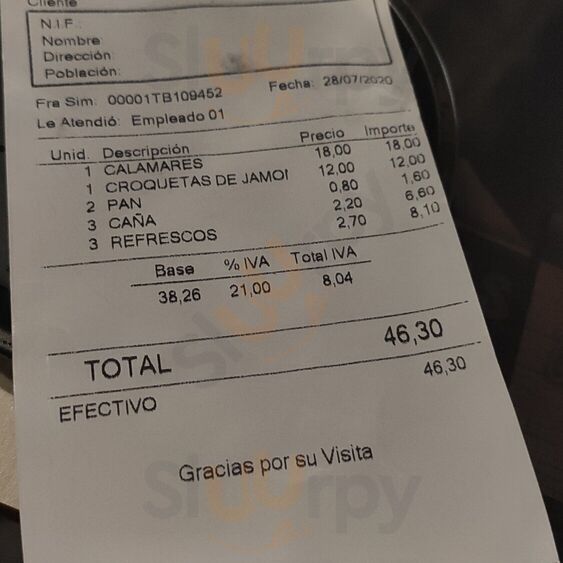 Cliente
N.I.F.:
Nombre
Dirección:
Población:
Fra Sim: 00001TB109452 Fecha: 28/07/2020
Le Atendió: Empleado 01
Unid. Descripción Precio Importe
1 CALAMARES 18,00 18,00
1 CROQUETAS DE JAMOI 12,00 12,00
2 PAN 0,80 1,60
3 CAÑA 2,20 6,60
3 REFRESCOS 2,70 8,10
Base % IVA Total IVA
38,26 21,00 8,04
TOTAL 46,30
EFECTIVO 46,30
Gracias por su Visita
Sluurpy
Sluurpy
Sluurpy